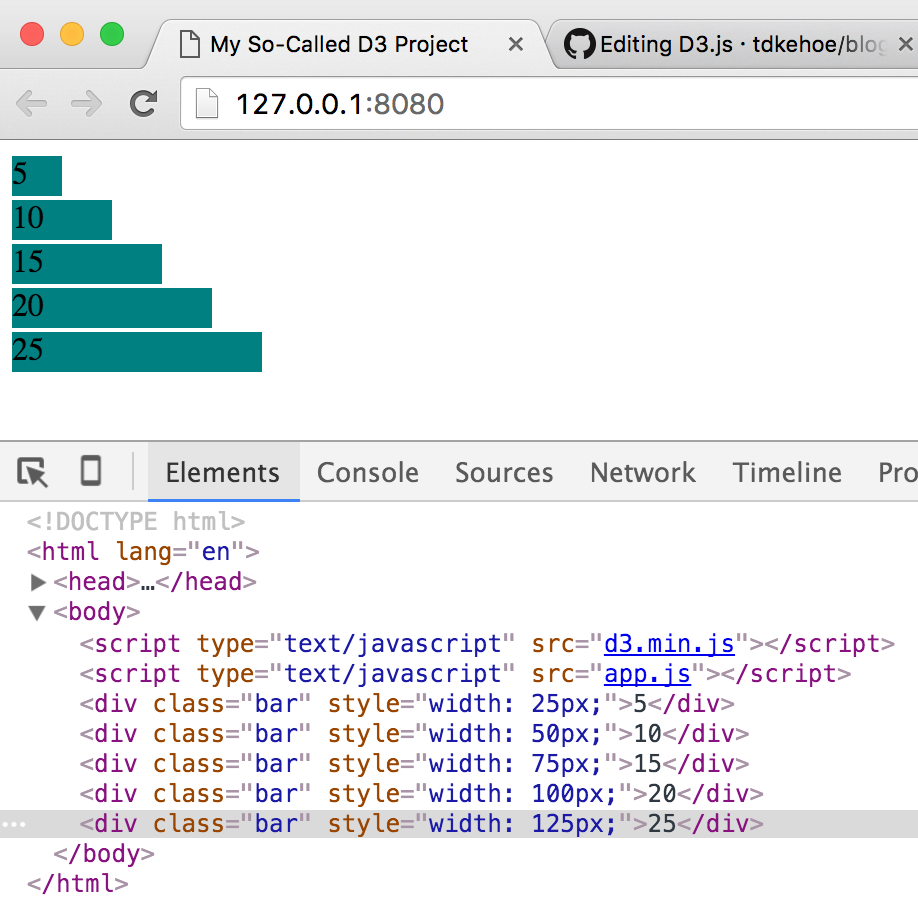 My So-Called D3 Project ×
Editing D3.js · tdkehoe/blog ×
127.0.0.1:8080
5
10
15
20
25
Elements Console Sources Network Timeline Pro
<!DOCTYPE html>
<html lang="en">
▶<head>…</head>
▼<body>
<script type="text/javascript" src="d3.min.js"></script>
<script type="text/javascript" src="app.js"></script>
<div class="bar" style="width: 25px;">5</div>
<div class="bar" style="width: 50px;">10</div>
<div class="bar" style="width: 75px;">15</div>
<div class="bar" style="width: 100px;">20</div>
<div class="bar" style="width: 125px;">25</div>
</body>
</html>